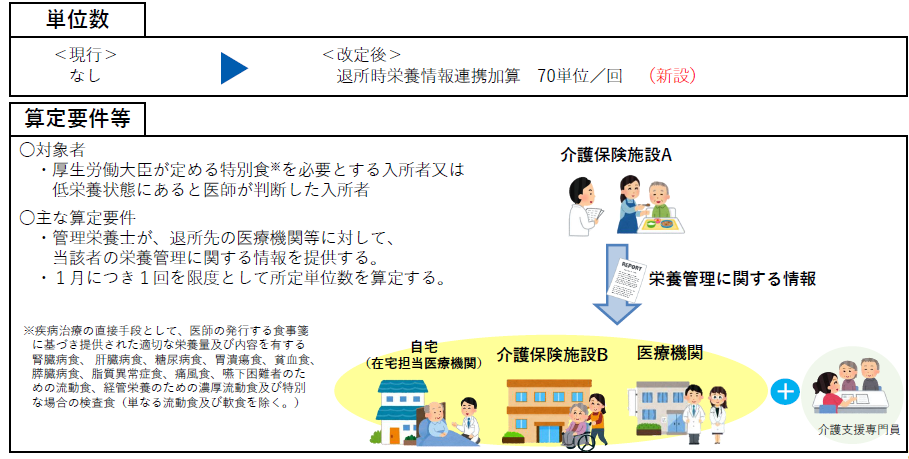 単位数
＜現行＞
なし
＜改定後＞
退所時栄養情報連携加算　70単位／回　（新設）
算定要件等
○対象者
・厚生労働大臣が定める特別食※を必要とする入所者又は
低栄養状態にあると医師が判断した入所者
○主な算定要件
・管理栄養士が、退所先の医療機関等に対して、
当該者の栄養管理に関する情報を提供する。
・１月につき１回を限度として所定単位数を算定する。
※疾病治療の直接手段として、医師の発行する食事箋
に基づき提供された適切な栄養量及び内容を有する
腎臓病食、肝臓病食、糖尿病食、胃潰瘍食、貧血食、
膵臓病食、脂質異常症食、痛風食、嚥下困難者のた
めの流動食、経管栄養のための濃厚流動食及び特別
な場合の検査食（単なる流動食及び軟食を除く。）
介護保険施設A
REPORT
栄養管理に関する情報
自宅
（在宅担当医療機関）
介護保険施設B
医療機関
＋
介護支援専門員